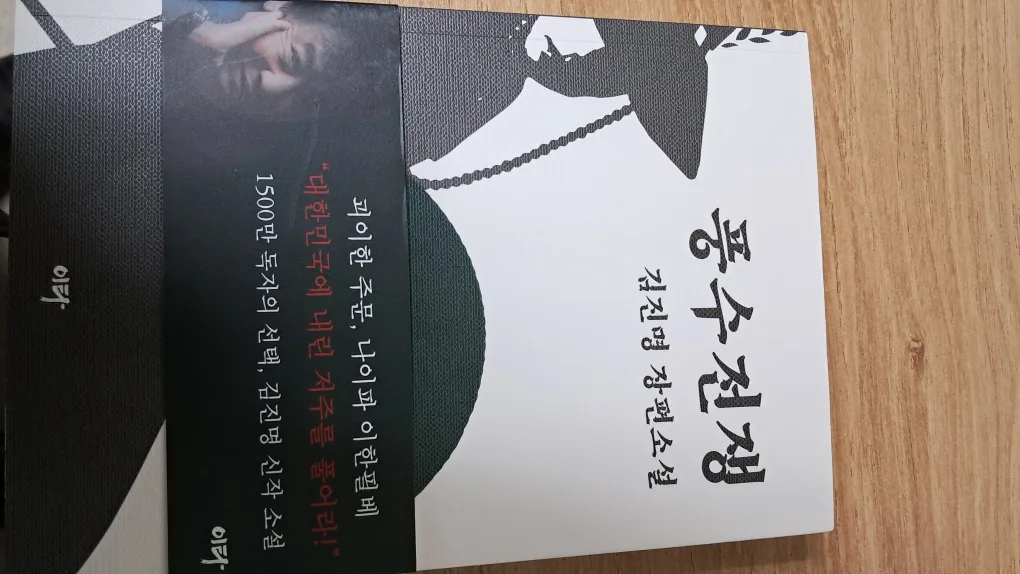 풍수전쟁
김진명 장편소설
괴이한 주문, 나이파 이한필베
"대한민국에 내린 저주를 풀어라!"
1500만 독자의 선택, 김진명 신작 소설
이타
이타